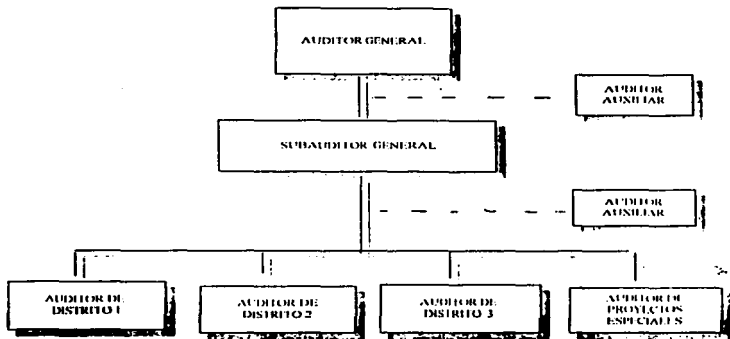 AUDITOR GENERAL
AUDITOR
AUXILIAR
SUBAUDITOR GENERAL
AUDITOR
AUXILIAR
AUDITOR DE
DISTRITO 1
AUDITOR DE
DISTRITO 2
AUDITOR DE
DISTRITO 3
AUDITOR DE
PROYECTOS
ESPECIALES